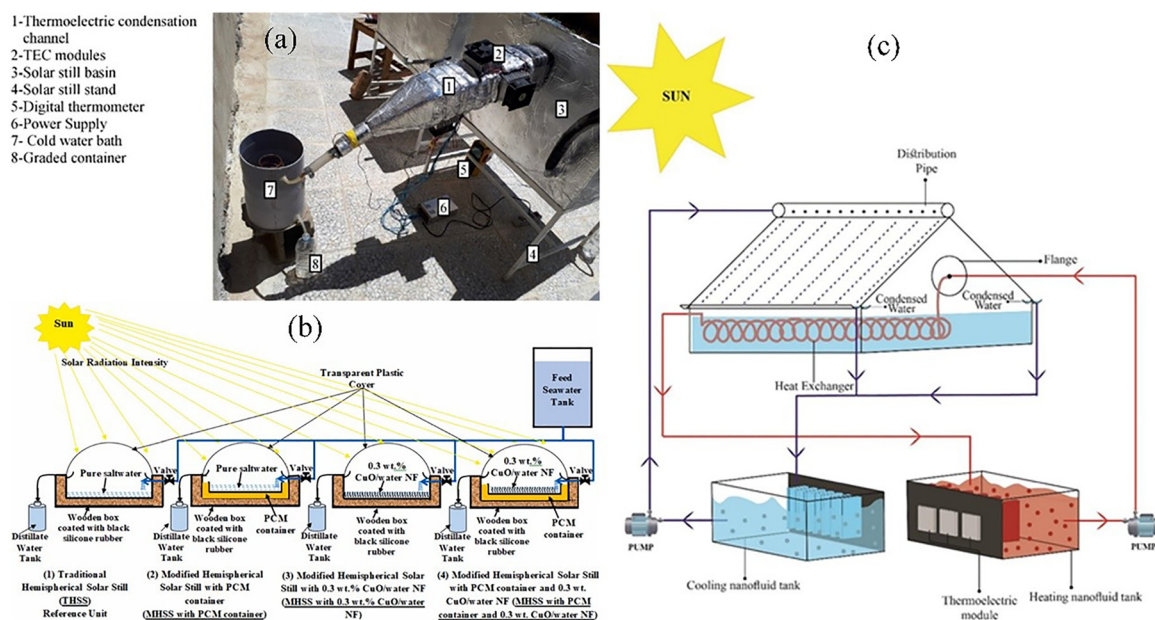 1-Thermoelectric condensation
channel
2-TEC modules
3-Solar still basin
4-Solar still stand
5-Digital thermometer
6-Power Supply
7- Cold water bath
8-Graded container
(a)
1
2
3
4
5
6
7
8
(b)
Sun
Solar Radiation Intensity
Transparent Plastic
Cover
Feed
Seawater
Tank
Pure saltwater
Valve
Pure saltwater
Valve
0.3 wt.%
CuO/water NF
Valve
0.3 wt.%
CuO/water NF
Valve
Distillate
Water
Tank
Wooden box
coated with black
silicone rubber
Distillate
Water
Tank
Wooden box
coated with
black silicone
rubber
PCM
container
Distillate
Water
Tank
Wooden box
coated with
black silicone
rubber
Distillate
Water
Tank
Wooden box
coated with
black silicone
rubber
PCM
container
(1) Traditional
Hemispherical Solar Still
(THSS)
Reference Unit
(2) Modified Hemispherical
Solar Still with PCM
container
(MHSS with PCM container)
(3) Modified Hemispherical Solar
Still with 0.3 wt.% CuO/water NF
(MHSS with 0.3 wt.% CuO/water
NF)
(4) Modified Hemispherical Solar Still
with PCM container and 0.3 wt.
CuO/water NF (MHSS with PCM
container and 0.3 wt. CuO/water NF)
(c)
SUN
Distribution
Pipe
Flange
Condensed
Water
Condensed
Water
Heat Exchanger
PUMP
PUMP
Cooling nanofluid tank
Thermoelectric
module
Heating nanofluid tank